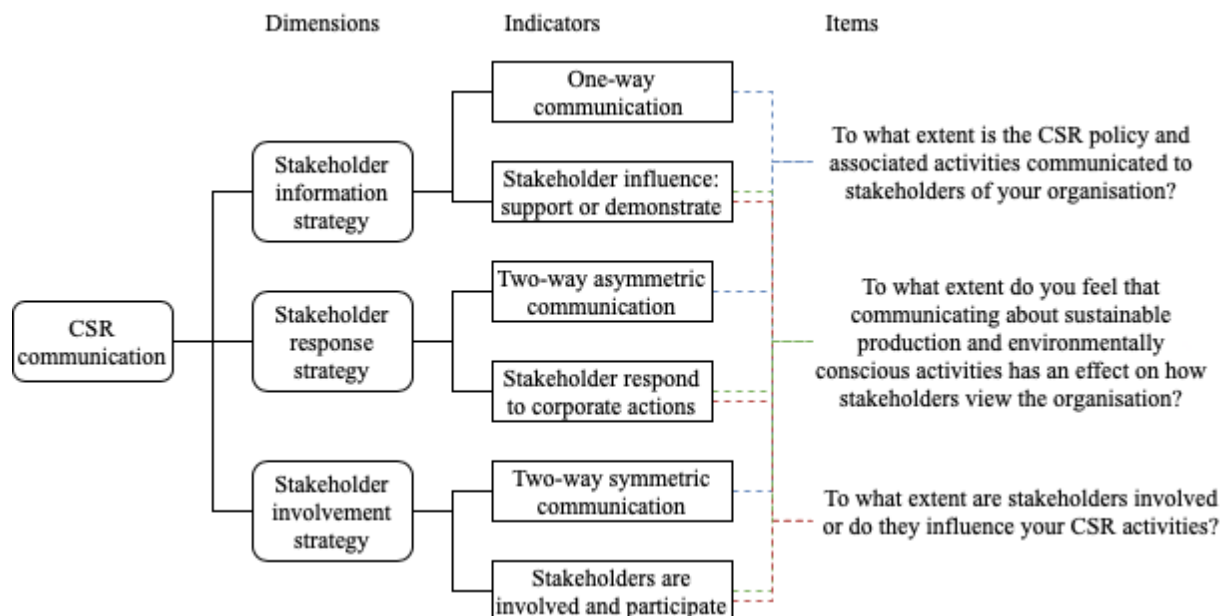 Dimensions
Indicators
Items
CSR
communication
Stakeholder
information
strategy
Stakeholder
response
strategy
Stakeholder
involvement
strategy
One-way
communication
Stakeholder influence:
support or demonstrate
Two-way asymmetric
communication
Stakeholder respond
to corporate actions
Two-way symmetric
communication
Stakeholders are
involved and participate
To what extent is the CSR policy and
associated activities communicated to
stakeholders of your organisation?
To what extent do you feel that
communicating about sustainable
production and environmentally
conscious activities has an effect on how
stakeholders view the organisation?
To what extent are stakeholders involved
or do they influence your CSR activities?